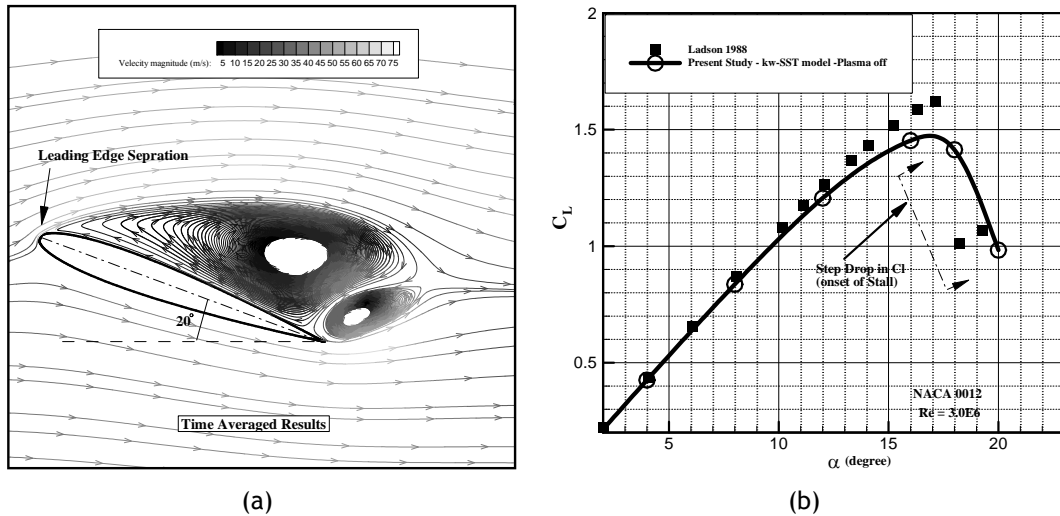 Velecity magnitude (m/s): 5 10 15 20 25 30 35 40 45 50 55 60 65 70 75
Leading Edge Sepration
20°
Time Averaged Results
(a)
2
Ladson 1988
Present Study - kw-SST model -Plasma off
1.5
CL
1
Step Drop in Cl
(onset of Stall)
0.5
NACA 0012
Re = 3.0E6
5 10 15 20
α (degree)
(b)